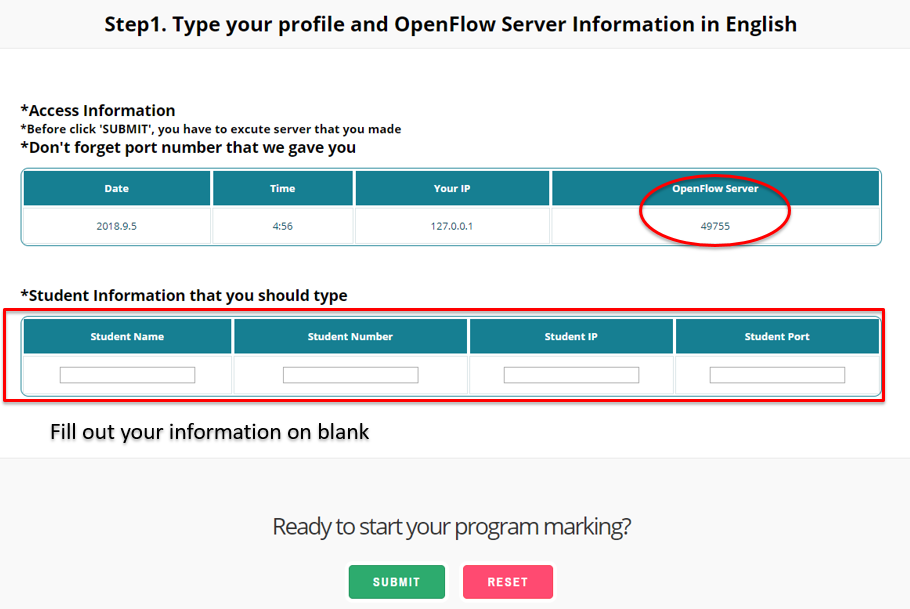 Step1. Type your profile and OpenFlow Server Information in English
*Access Information
*Before click 'SUBMIT', you have to excute server that you made
*Don't forget port number that we gave you
Date Time Your IP OpenFlow Server
2018.9.5 4:56 127.0.0.1 49755
*Student Information that you should type
Student Name Student Number Student IP Student Port
Fill out your information on blank
Ready to start your program marking?
SUBMIT RESET